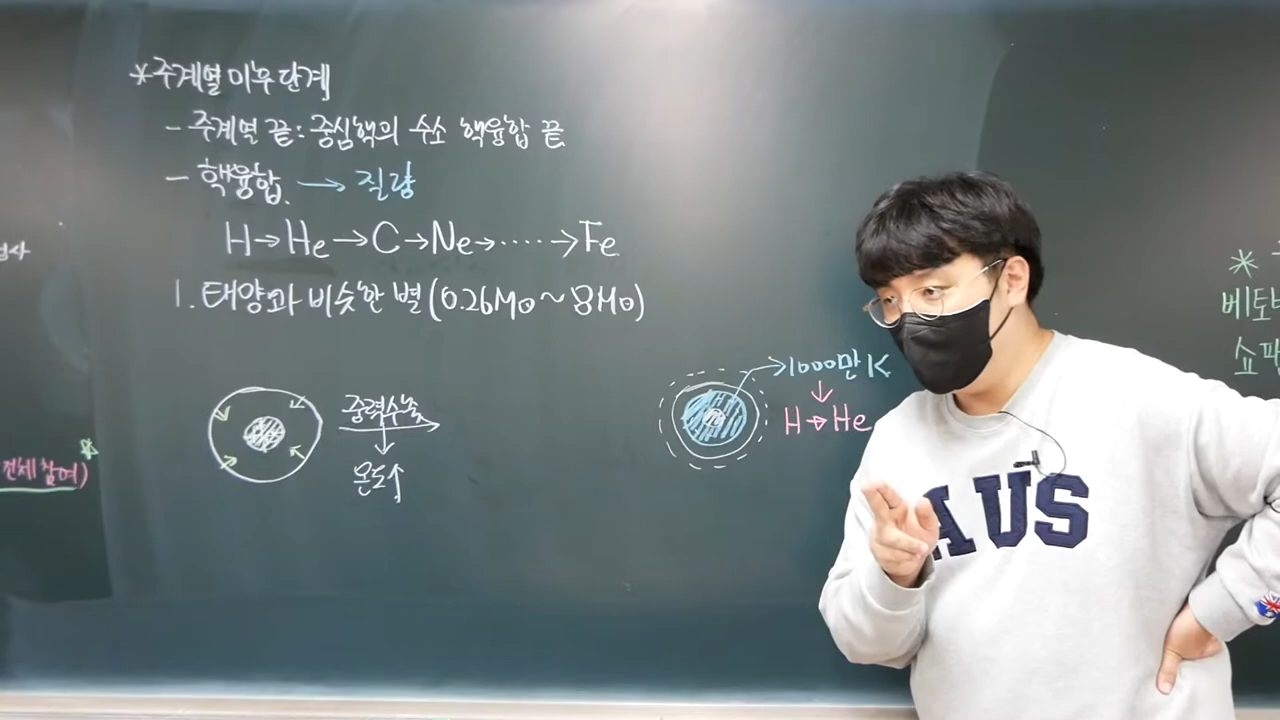 *주계열 이후 단계
- 주계열 끝: 중심핵의 수소 핵융합 끝
- 핵융합. → 질량
H→He→C→Ne→·····→Fe
1. 태양과 비슷한 별(0.26M⊙~8M⊙)
중력수축
온도↑
1000만 K
H→He
전체 참여)
*
베토
쇼팽
AUS